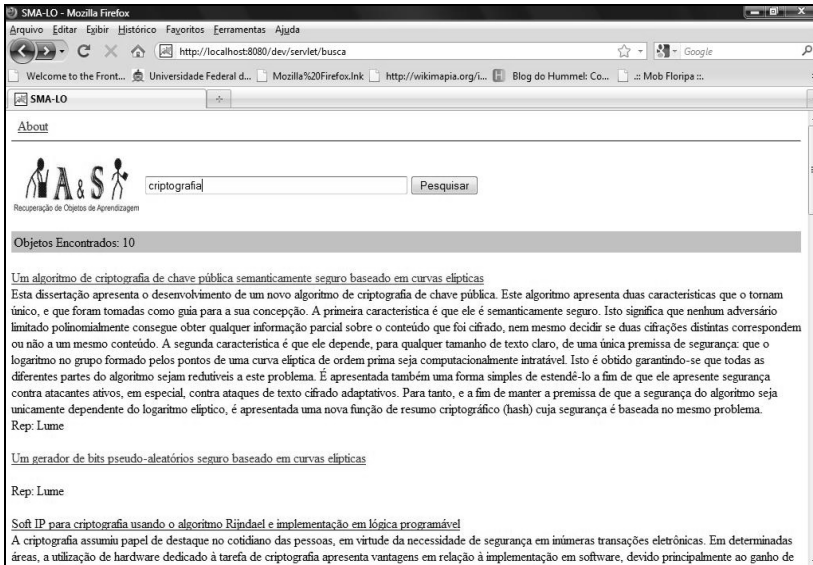 SMA-LO - Mozilla Firefox
Arquivo Editar Exibir Histórico Favoritos Ferramentas Ajuda
http://localhost:8080/dev/servlet/busca
Google
Welcome to the Front... Universidade Federal d... Mozilla%20Firefox.lnk http://wikimapia.org/i... Blog do Hummel: Co... .:: Mob Floripa ::.
SMA-LO
About
A & S
criptografia
Pesquisar
Recuperação de Objetos de Aprendizagem
Objetos Encontrados: 10
Um algoritmo de criptografia de chave pública semanticamente seguro baseado em curvas elípticas
Esta dissertação apresenta o desenvolvimento de um novo algoritmo de criptografia de chave pública. Este algoritmo apresenta duas características que o tornam
único, e que foram tomadas como guia para a sua concepção. A primeira característica é que ele é semanticamente seguro. Isto significa que nenhum adversário
limitado polinomialmente consegue obter qualquer informação parcial sobre o conteúdo que foi cifrado, nem mesmo decidir se duas cifrações distintas correspondem
ou não a um mesmo conteúdo. A segunda característica é que ele depende, para qualquer tamanho de texto claro, de uma única premissa de segurança: que o
logaritmo no grupo formado pelos pontos de uma curva elíptica de ordem prima seja computacionalmente intratável. Isto é obtido garantindo-se que todas as
diferentes partes do algoritmo sejam redutíveis a este problema. É apresentada também uma forma simples de estendê-lo a fim de que ele apresente segurança
contra atacantes ativos, em especial, contra ataques de texto cifrado adaptativos. Para tanto, e a fim de manter a premissa de que a segurança do algoritmo seja
unicamente dependente do logaritmo elíptico, é apresentada uma nova função de resumo criptográfico (hash) cuja segurança é baseada no mesmo problema.
Rep: Lume
Um gerador de bits pseudo-aleatórios seguro baseado em curvas elípticas
Rep: Lume
Soft IP para criptografia usando o algoritmo Rijndael e implementação em lógica programável
A criptografia assumiu papel de destaque no cotidiano das pessoas, em virtude da necessidade de segurança em inúmeras transações eletrônicas. Em determinadas
áreas, a utilização de hardware dedicado à tarefa de criptografia apresenta vantagens em relação à implementação em software, devido principalmente ao ganho de